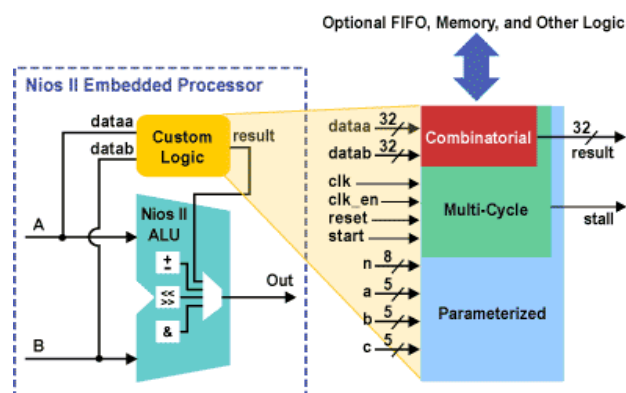 Optional FIFO, Memory, and Other Logic
Nios II Embedded Processor
dataa
datab
Custom
Logic
result
A
Nios II
ALU
+
-
<<
>>
&
Out
B
dataa 32
datab 32
clk
clk_en
reset
start
n 8
a 5
b 5
c 5
Combinatorial
Multi-Cycle
Parameterized
32
result
stall